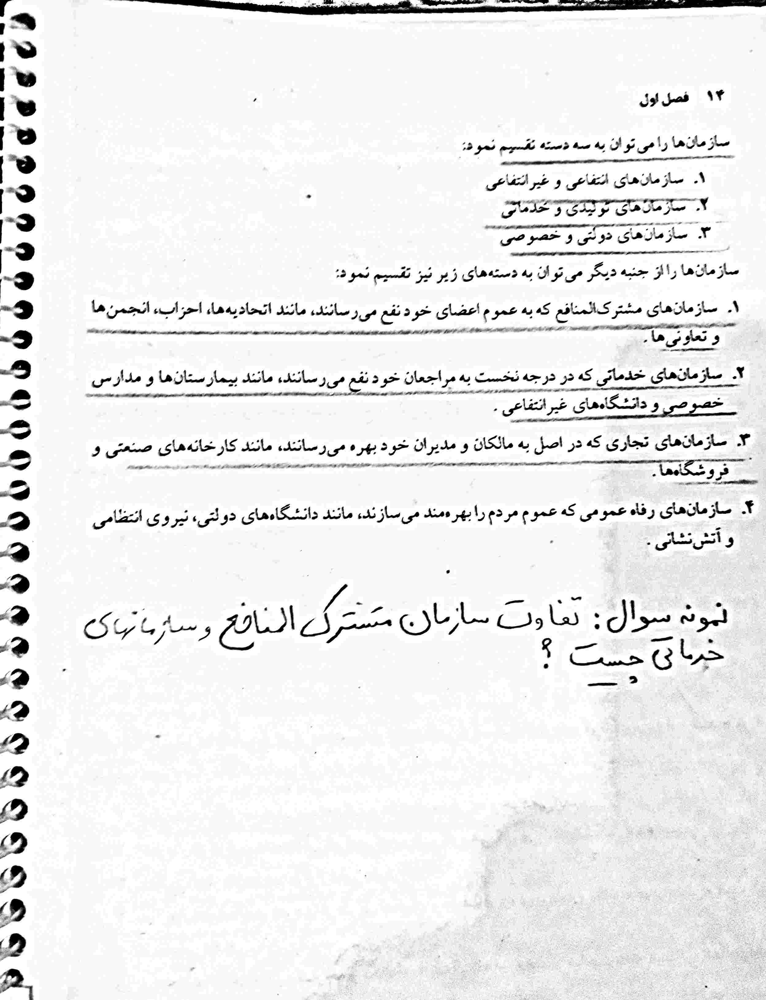 ۱۴ فصل اول
سازمان‌ها را می‌توان به سه دسته تقسیم نمود:
۱. سازمان‌های انتفاعی و غیرانتفاعی
۲. سازمان‌های تولیدی و خدماتی
۳. سازمان‌های دولتی و خصوصی
سازمان‌ها را از جنبه دیگر می‌توان به دسته‌های زیر نیز تقسیم نمود:
۱. سازمان‌های مشترک‌المنافع که به عموم اعضای خود نفع می‌رسانند، مانند اتحادیه‌ها، احزاب، انجمن‌ها
و تعاونی‌ها.
۲. سازمان‌های خدماتی که در درجه نخست به مراجعان خود نفع می‌رسانند، مانند بیمارستان‌ها و مدارس
خصوصی و دانشگاه‌های غیرانتفاعی.
۳. سازمان‌های تجاری که در اصل به مالکان و مدیران خود بهره می‌رسانند، مانند کارخانه‌های صنعتی و
فروشگاه‌ها.
۴. سازمان‌های رفاه عمومی که عموم مردم را بهره‌مند می‌سازند، مانند دانشگاه‌های دولتی، نیروی انتظامی
و آتش‌نشانی.
نمونه سوال: تفاوت سازمان مشترک المنافع و سازمانهای
خدماتی چیست؟